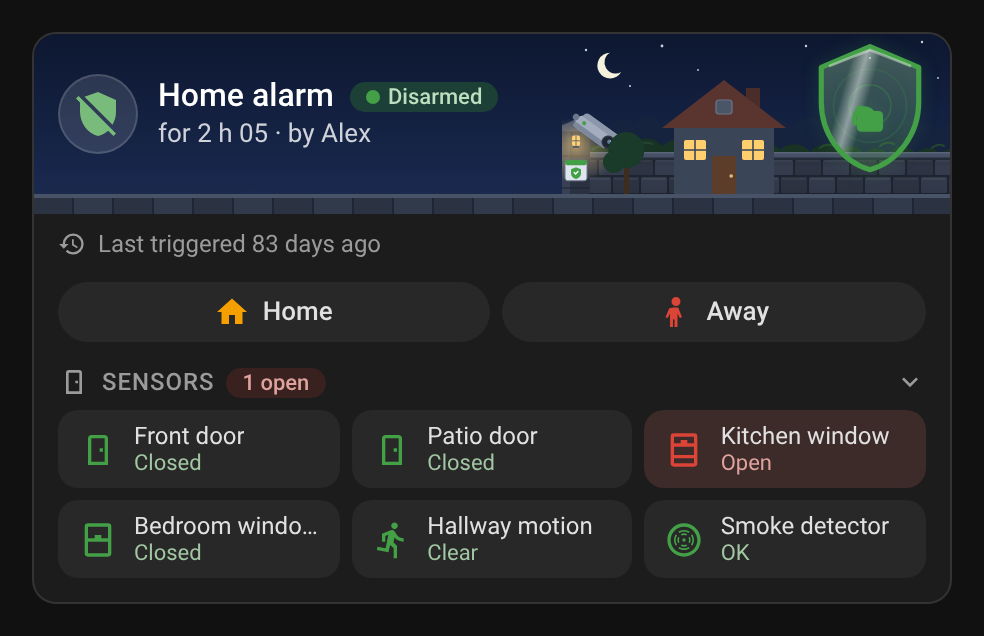 Home alarm
Disarmed
for 2 h 05 · by Alex
Last triggered 83 days ago
Home
Away
SENSORS
1 open
Front door
Closed
Patio door
Closed
Kitchen window
Open
Bedroom windo...
Closed
Hallway motion
Clear
Smoke detector
OK